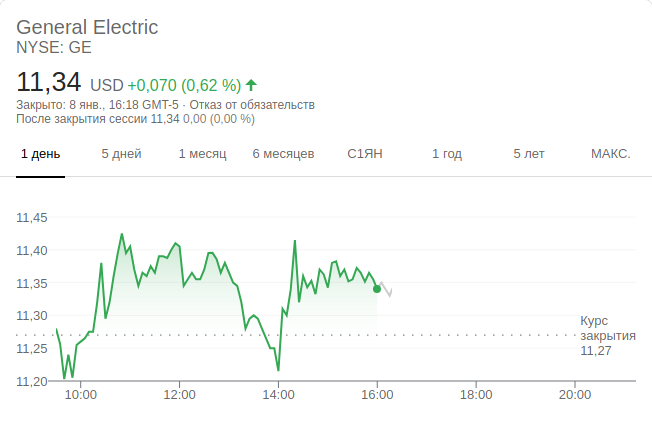 General Electric
NYSE: GE
11,34 USD +0,070 (0,62 %)
Закрыто: 8 янв., 16:18 GMT-5 · Отказ от обязательств
После закрытия сессии 11,34 0,00 (0,00 %)
1 день 5 дней 1 месяц 6 месяцев С1ЯН 1 год 5 лет МАКС.
11,45
11,40
11,35
11,30
11,25
11,20
Курс
закрытия
11,27
10:00 12:00 14:00 16:00 18:00 20:00